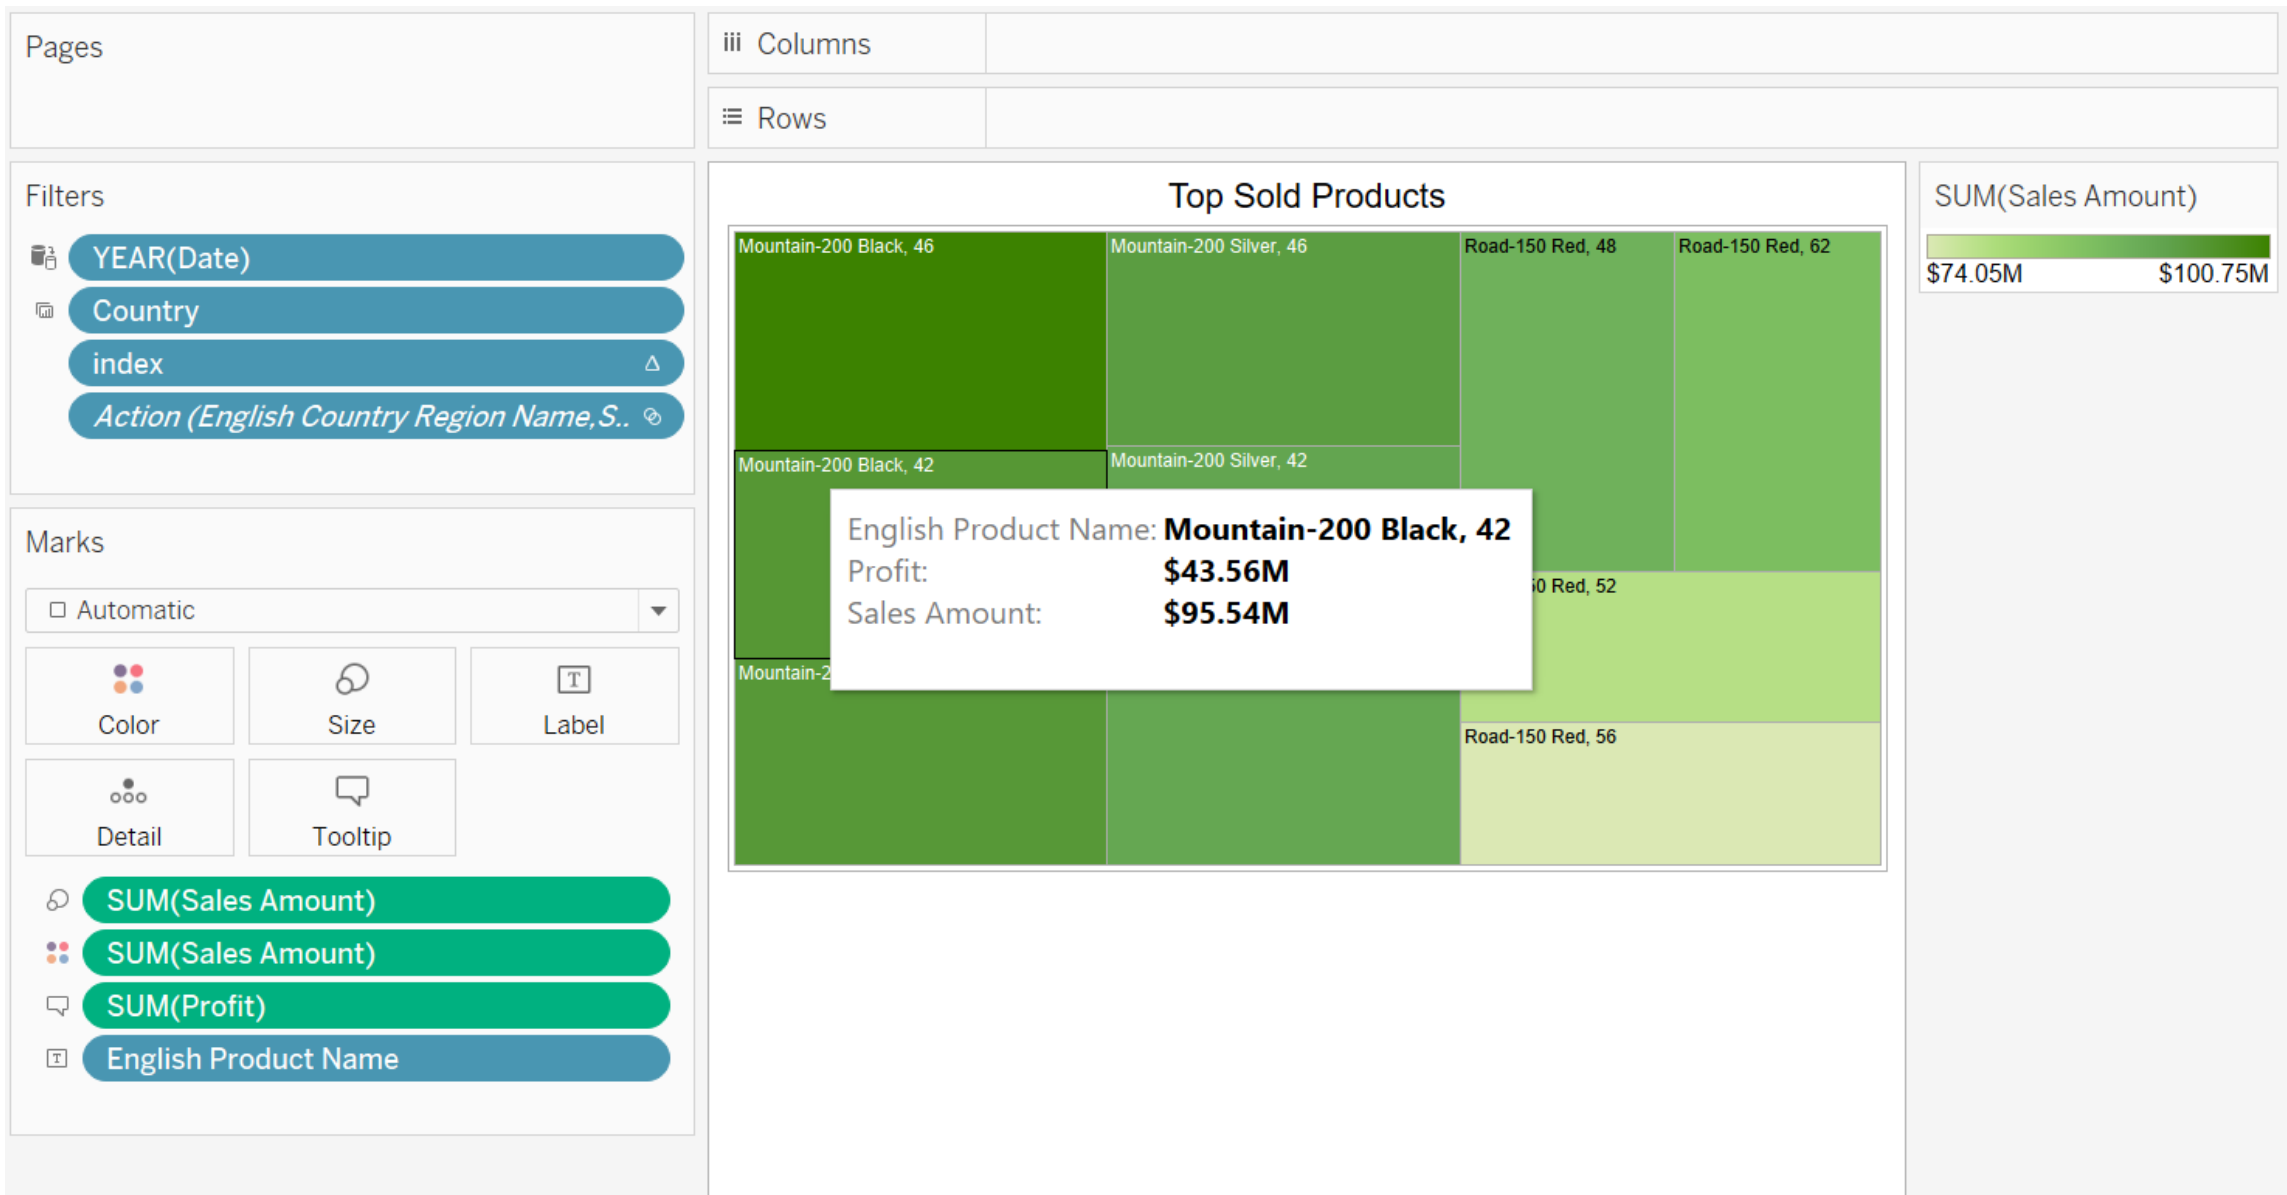 Pages
Columns
Rows
Filters
YEAR(Date)
Country
index
Action (English Country Region Name,S..
Marks
Automatic
Color
Size
Label
Detail
Tooltip
SUM(Sales Amount)
SUM(Sales Amount)
SUM(Profit)
English Product Name
Top Sold Products
Mountain-200 Black, 46
Mountain-200 Silver, 46
Road-150 Red, 48
Road-150 Red, 62
Mountain-200 Black, 42
Mountain-200 Silver, 42
English Product Name: Mountain-200 Black, 42
Profit: $43.56M
Sales Amount: $95.54M
50 Red, 52
Mountain-2
Road-150 Red, 56
SUM(Sales Amount)
$74.05M $100.75M